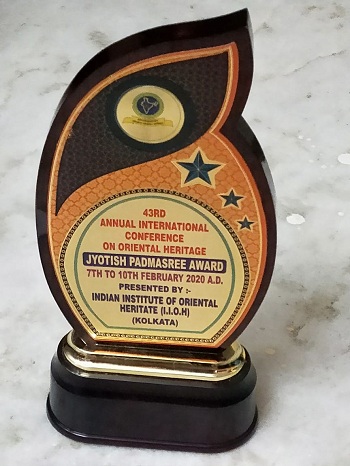 43RD
ANNUAL INTERNATIONAL
CONFERENCE
ON ORIENTAL HERITAGE
JYOTISH PADMASREE AWARD
7TH TO 10TH FEBRUARY 2020 A.D.
PRESENTED BY :-
INDIAN INSTITUTE OF ORIENTAL
HERITATE (I.I.O.H)
(KOLKATA)